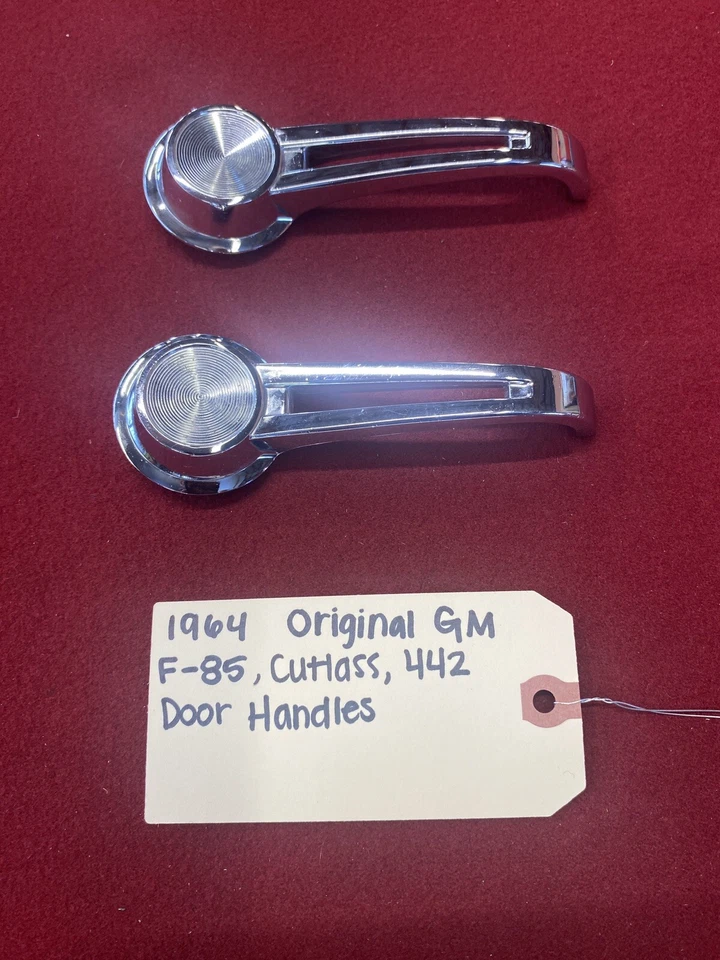 1964 Original GM
F-85, Cutlass, 442
Door Handles